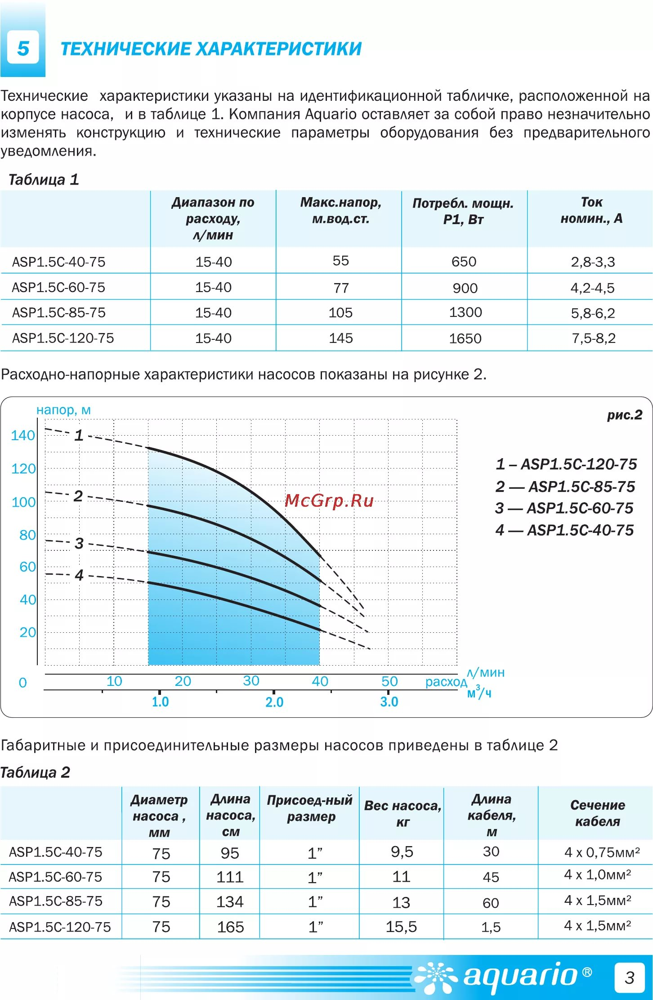 5
ТЕХНИЧЕСКИЕ ХАРАКТЕРИСТИКИ
Технические характеристики указаны на идентификационной табличке, расположенной на
корпусе насоса, и в таблице 1. Компания Aquario оставляет за собой право незначительно
изменять конструкцию и технические параметры оборудования без предварительного
уведомления.
Таблица 1
Диапазон по расходу, л/мин Макс.напор, м.вод.ст. Потребл. мощн. P1, Вт Ток номин., А
ASP1.5C-40-75 15-40 55 650 2,8-3,3
ASP1.5C-60-75 15-40 77 900 4,2-4,5
ASP1.5C-85-75 15-40 105 1300 5,8-6,2
ASP1.5C-120-75 15-40 145 1650 7,5-8,2
Расходно-напорные характеристики насосов показаны на рисунке 2.
напор, м
рис.2
140
120
100
80
60
40
20
0
1
2
3
4
McGrp.Ru
1 – ASP1.5C-120-75
2 — ASP1.5C-85-75
3 — ASP1.5C-60-75
4 — ASP1.5C-40-75
10 20 30 40 50 расход л/мин
м³/ч
1.0 2.0 3.0
Габаритные и присоединительные размеры насосов приведены в таблице 2
Таблица 2
Диаметр насоса , мм Длина насоса, см Присоед-ный размер Вес насоса, кг Длина кабеля, м Сечение кабеля
ASP1.5C-40-75 75 95 1” 9,5 30 4 x 0,75мм²
ASP1.5C-60-75 75 111 1” 11 45 4 x 1,0мм²
ASP1.5C-85-75 75 134 1” 13 60 4 x 1,5мм²
ASP1.5C-120-75 75 165 1” 15,5 1,5 4 x 1,5мм²
aquario®
3